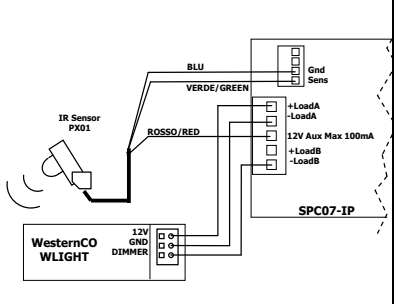 BLU
VERDE/GREEN
Gnd
Sens
IR Sensor
PX01
ROSSO/RED
+LoadA
-LoadA
12V Aux Max 100mA
+LoadB
-LoadB
SPC07-IP
WesternCO
WLIGHT
12V
GND
DIMMER